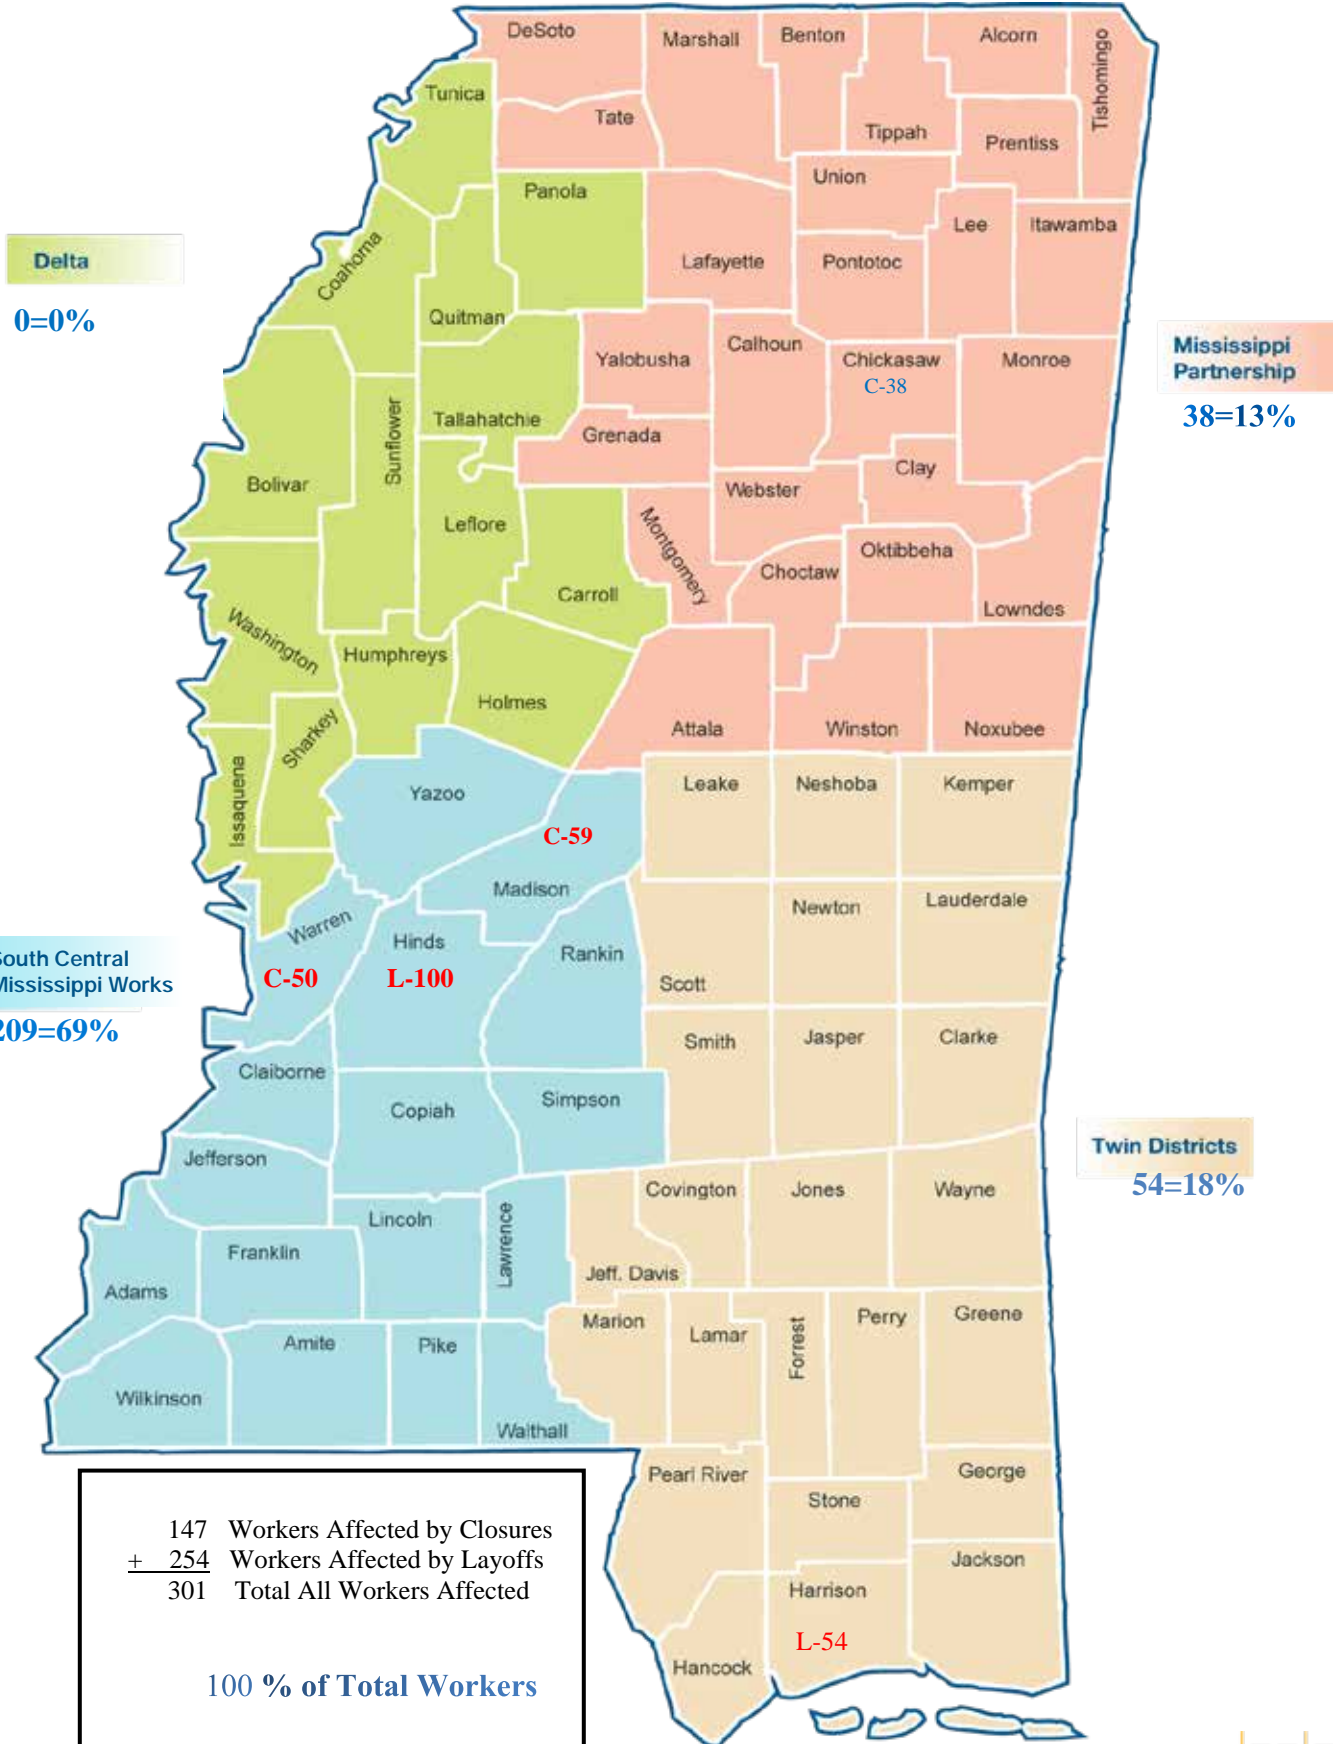 DeSoto
Marshall
Benton
Alcorn
Tishomingo
Tunica
Tate
Tippah
Prentiss
Union
Panola
Lee
Itawamba
Coahoma
Lafayette
Pontotoc
Delta
0=0%
Quitman
Yalobusha
Calhoun
Chickasaw
C-38
Monroe
Mississippi
Partnership
38=13%
Sunflower
Tallahatchie
Grenada
Clay
Bolivar
Webster
Leflore
Montgomery
Oktibbeha
Choctaw
Carroll
Lowndes
Washington
Humphreys
Holmes
Attala
Winston
Noxubee
Sharkey
Issaquena
Yazoo
Leake
Neshoba
Kemper
C-59
Madison
Newton
Lauderdale
Warren
Hinds
Rankin
South Central
Mississippi Works
209=69%
C-50
L-100
Scott
Smith
Jasper
Clarke
Claiborne
Copiah
Simpson
Jefferson
Twin Districts
54=18%
Covington
Jones
Wayne
Lincoln
Lawrence
Franklin
Adams
Jeff. Davis
Marion
Lamar
Forrest
Perry
Greene
Amite
Pike
Wilkinson
Walthall
Pearl River
George
Stone
Jackson
Harrison
L-54
Hancock
147 Workers Affected by Closures
+ 254 Workers Affected by Layoffs
301 Total All Workers Affected
100 % of Total Workers